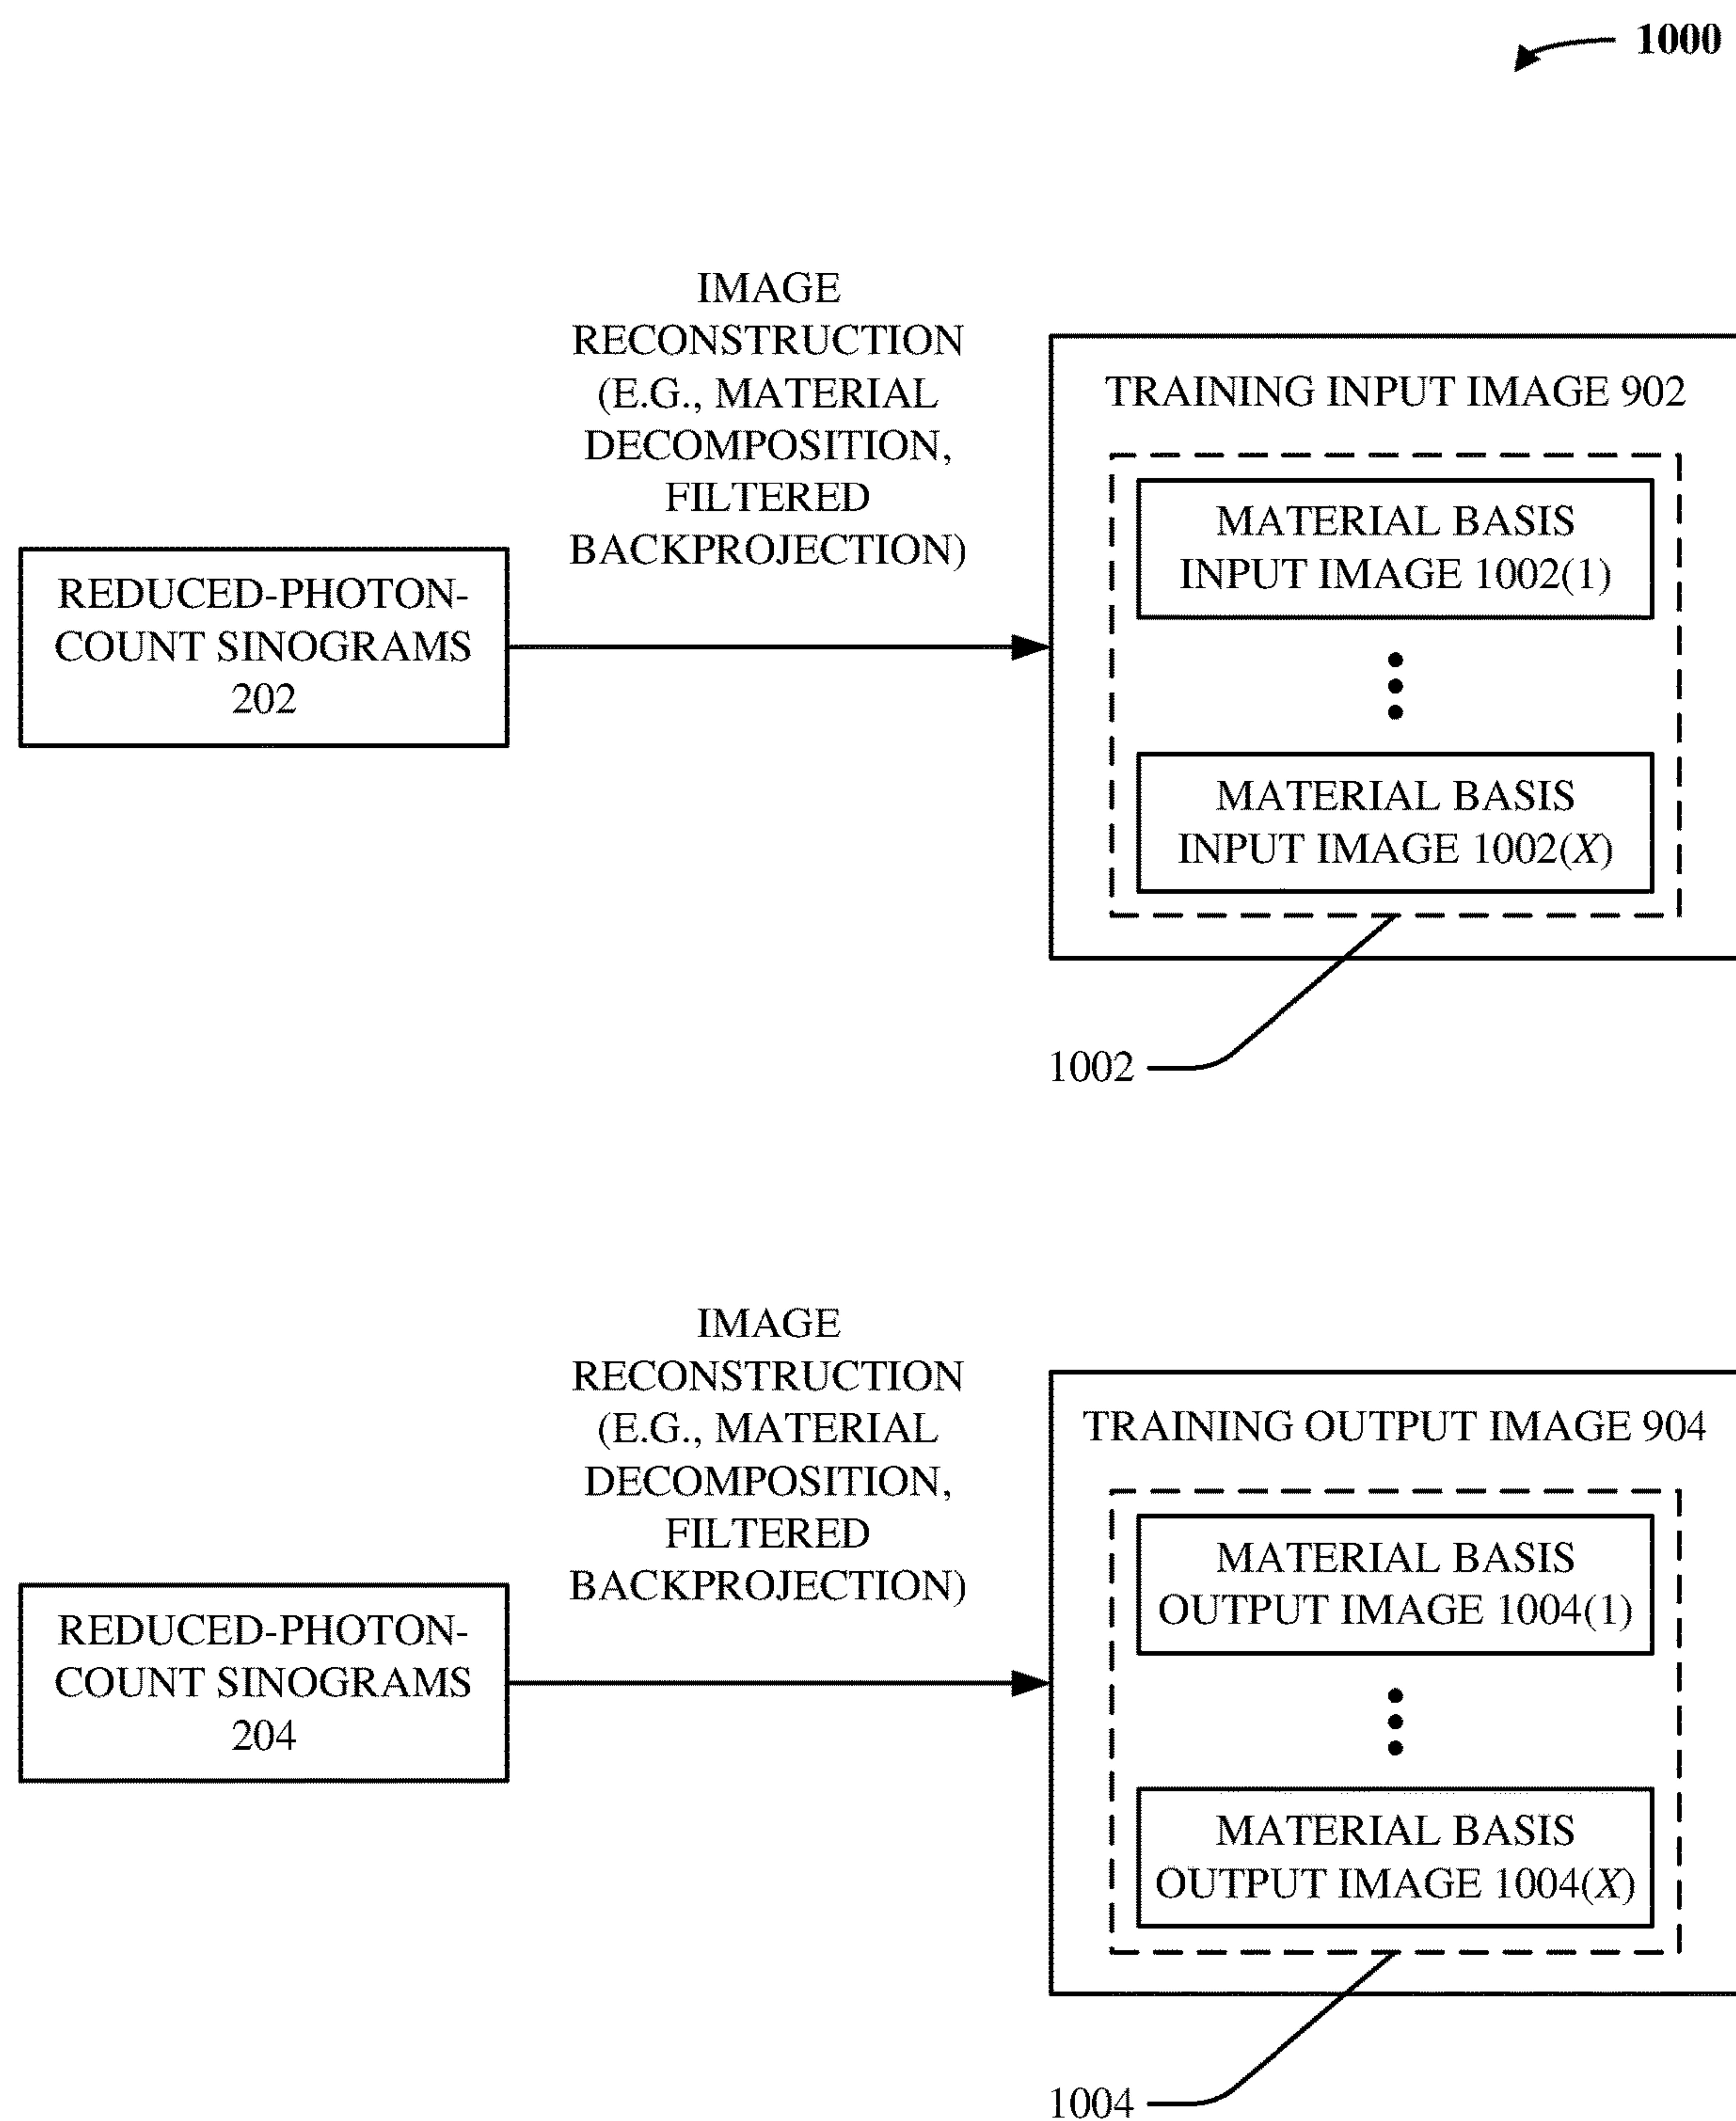 1000
IMAGE
RECONSTRUCTION
(E.G., MATERIAL
DECOMPOSITION,
FILTERED
BACKPROJECTION)
REDUCED-PHOTON-
COUNT SINOGRAMS
202
TRAINING INPUT IMAGE 902
MATERIAL BASIS
INPUT IMAGE 1002(1)
MATERIAL BASIS
INPUT IMAGE 1002(X)
1002
IMAGE
RECONSTRUCTION
(E.G., MATERIAL
DECOMPOSITION,
FILTERED
BACKPROJECTION)
REDUCED-PHOTON-
COUNT SINOGRAMS
204
TRAINING OUTPUT IMAGE 904
MATERIAL BASIS
OUTPUT IMAGE 1004(1)
MATERIAL BASIS
OUTPUT IMAGE 1004(X)
1004